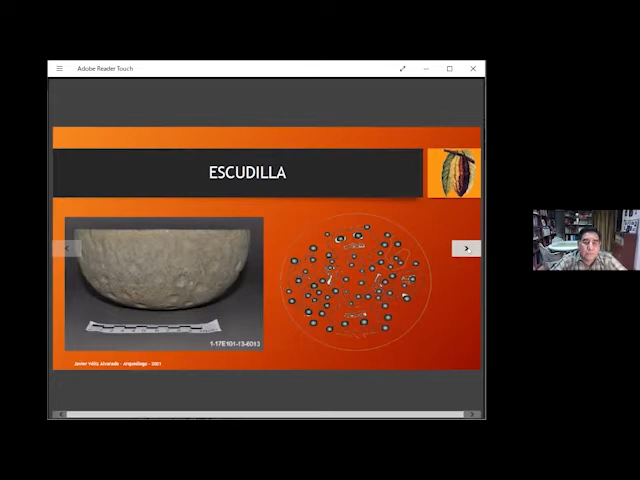 Adobe Reader Touch
ESCUDILLA
1-17E101-13-6013
Javier Véliz Alvarado - Arqueólogo - 2021